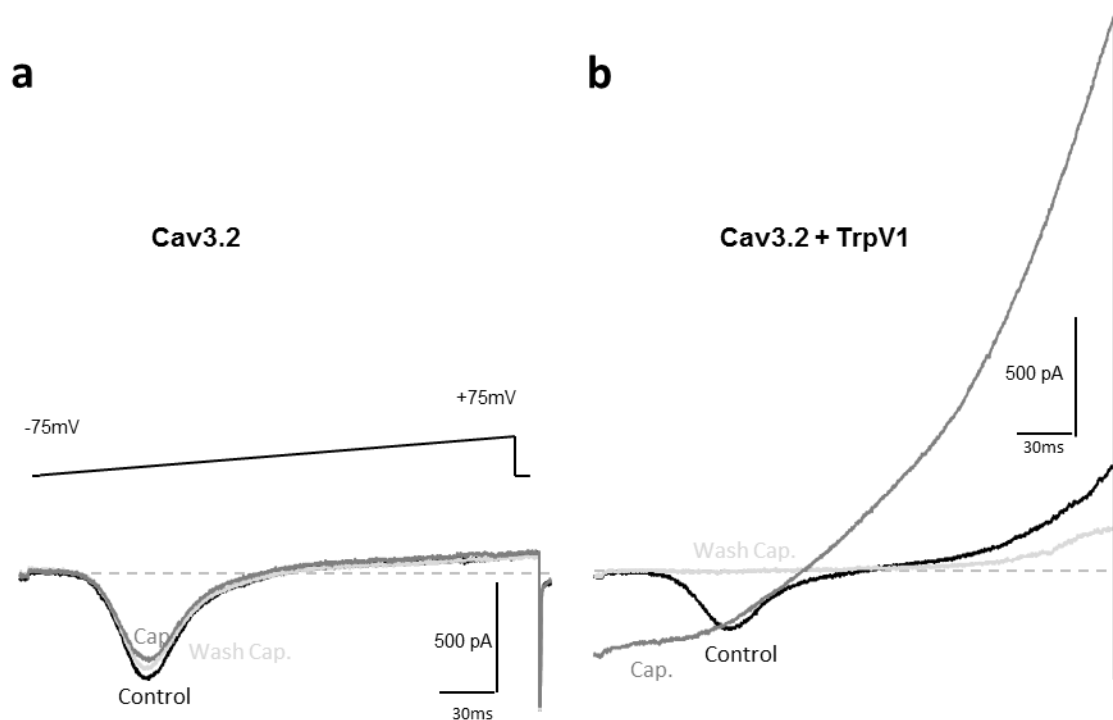 a
b
Cav3.2
Cav3.2 + TrpV1
-75mV
+75mV
500 pA
30ms
Wash Cap.
Cap.
Wash Cap.
500 pA
Control
30ms
Cap.
Control